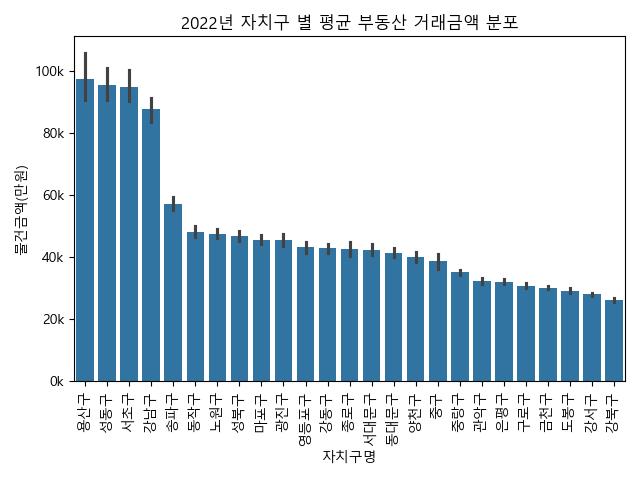 2022년 자치구 별 평균 부동산 거래금액 분포
물건금액(만원)
100k
80k
60k
40k
20k
0k
용산구
성동구
서초구
강남구
송파구
동작구
노원구
성북구
마포구
광진구
영등포구
강동구
종로구
서대문구
동대문구
양천구
중구
중랑구
관악구
은평구
구로구
금천구
도봉구
강서구
강북구
자치구명